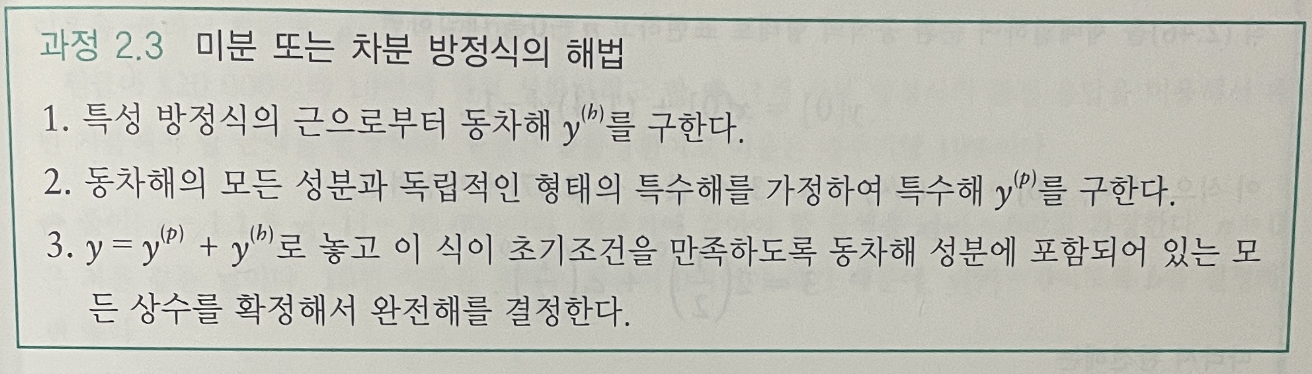 과정 2.3 미분 또는 차분 방정식의 해법
1. 특성 방정식의 근으로부터 동차해 y⁽ʰ⁾를 구한다.
2. 동차해의 모든 성분과 독립적인 형태의 특수해를 가정하여 특수해 y⁽ᵖ⁾를 구한다.
3. y = y⁽ᵖ⁾ + y⁽ʰ⁾로 놓고 이 식이 초기조건을 만족하도록 동차해 성분에 포함되어 있는 모
든 상수를 확정해서 완전해를 결정한다.